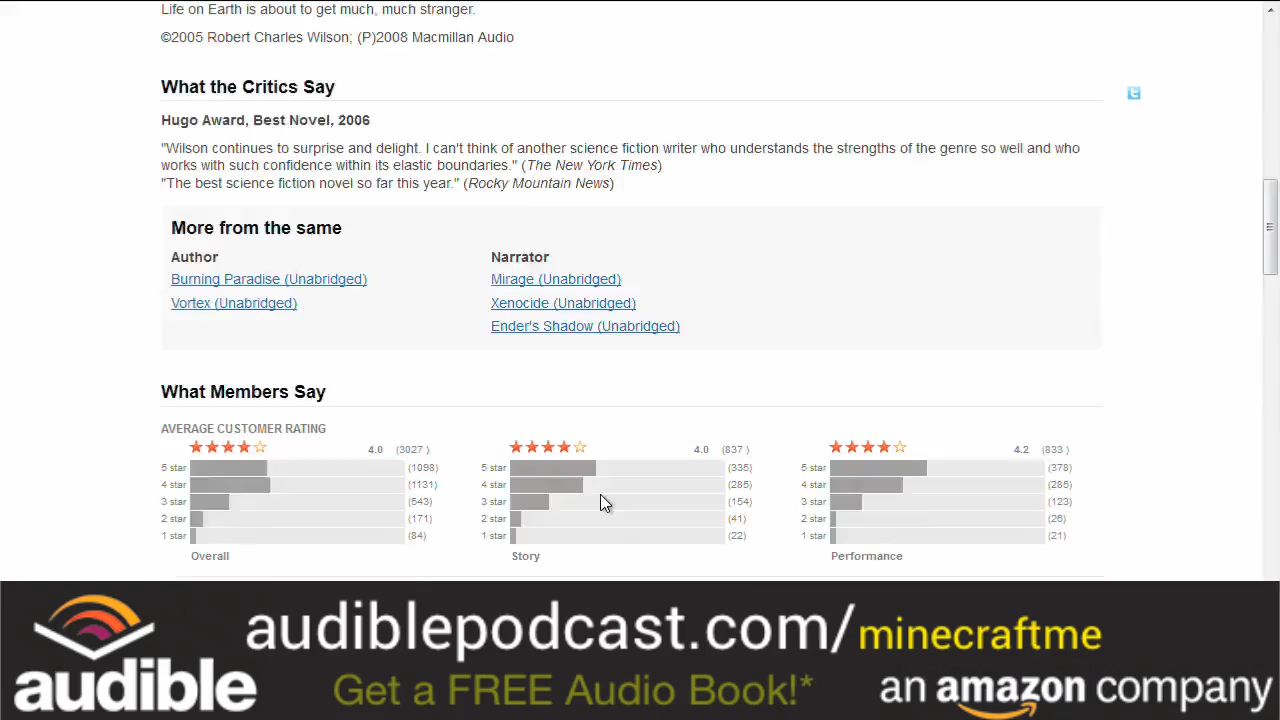 Life on Earth is about to get much, much stranger.
©2005 Robert Charles Wilson; (P)2008 Macmillan Audio
What the Critics Say
Hugo Award, Best Novel, 2006
"Wilson continues to surprise and delight. I can't think of another science fiction writer who understands the strengths of the genre so well and who
works with such confidence within its elastic boundaries." (The New York Times)
"The best science fiction novel so far this year." (Rocky Mountain News)
More from the same
Author
Burning Paradise (Unabridged)
Vortex (Unabridged)
Narrator
Mirage (Unabridged)
Xenocide (Unabridged)
Ender's Shadow (Unabridged)
What Members Say
AVERAGE CUSTOMER RATING
4.0 (3027 )
5 star (1098)
4 star (1131)
3 star (543)
2 star (171)
1 star (84)
Overall
4.0 (837 )
5 star (335)
4 star (285)
3 star (154)
2 star (41)
1 star (22)
Story
4.2 (833 )
5 star (378)
4 star (285)
3 star (123)
2 star (26)
1 star (21)
Performance
audible
audiblepodcast.com/minecraftme
Get a FREE Audio Book!*
an amazon company